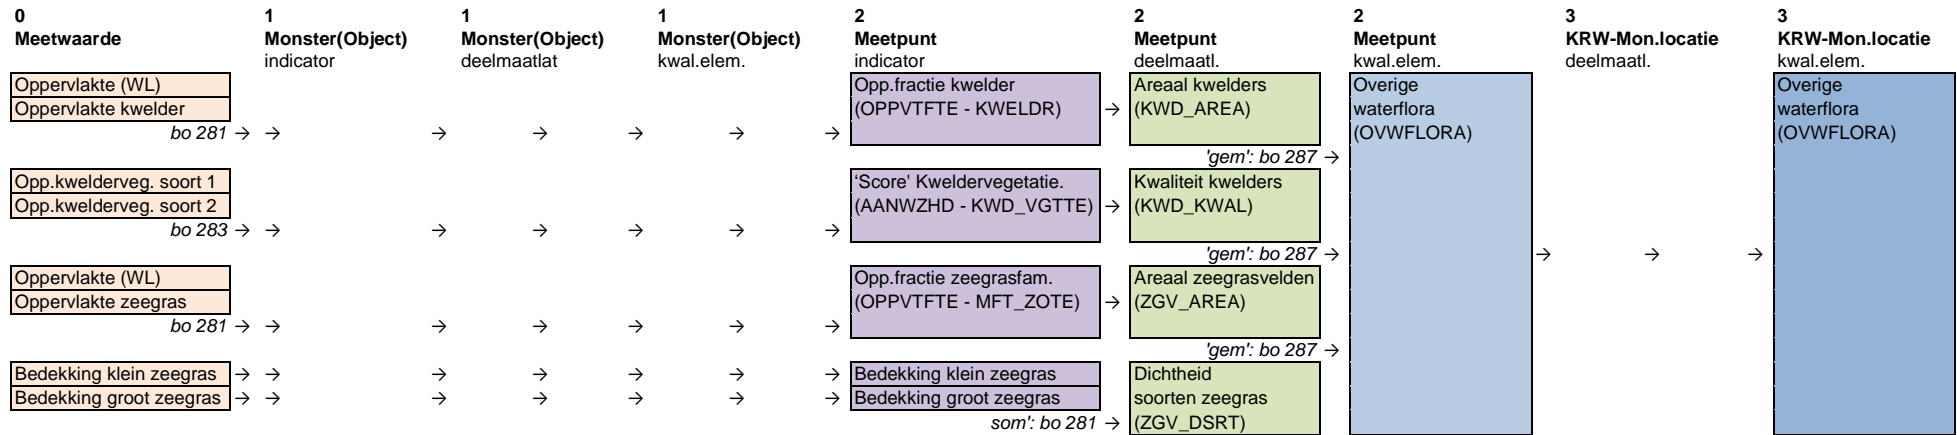 0 1 1 1 2 2 2 3 3
Meetwaarde Monster(Object) Monster(Object) Monster(Object) Meetpunt Meetpunt Meetpunt KRW-Mon.locatie KRW-Mon.locatie
indicator deelmaatlat kwal.elem. indicator deelmaatl. kwal.elem. deelmaatl. kwal.elem.
Oppervlakte (WL) Opp.fractie kwelder Areaal kwelders Overige Overige
Oppervlakte kwelder (OPPVTFTE - KWELDR) → (KWD_AREA) waterflora waterflora
bo 281 → → → → → → → (OVWFLORA) (OVWFLORA)
'gem': bo 287 →
Opp.kwelderveg. soort 1 ‘Score’ Kweldervegetatie. Kwaliteit kwelders
Opp.kwelderveg. soort 2 (AANWZHD - KWD_VGTTE) → (KWD_KWAL)
bo 283 → → → → → → →
'gem': bo 287 → → → →
Oppervlakte (WL) Opp.fractie zeegrasfam. Areaal zeegrasvelden
Oppervlakte zeegras (OPPVTFTE - MFT_ZOTE) → (ZGV_AREA)
bo 281 → → → → → → →
'gem': bo 287 →
Bedekking klein zeegras → → → → → → → Bedekking klein zeegras Dichtheid
Bedekking groot zeegras → → → → → → → Bedekking groot zeegras soorten zeegras
som': bo 281 → (ZGV_DSRT)